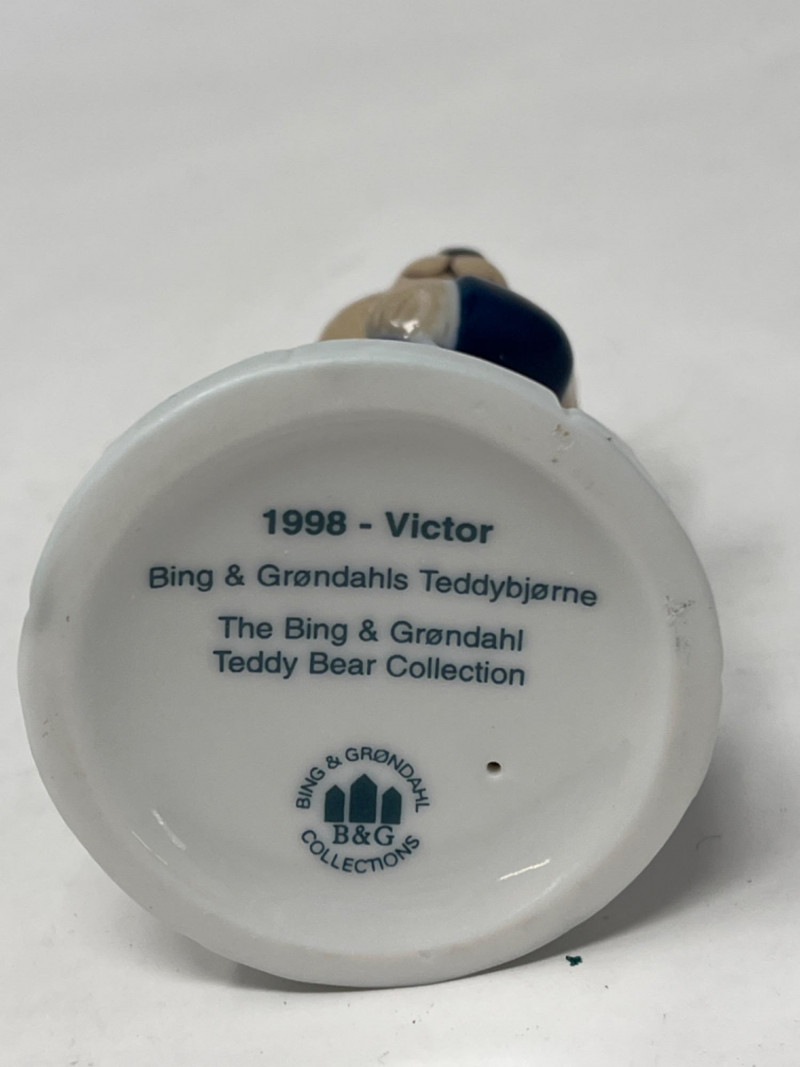 1998 - Victor
Bing & Grøndahls Teddybjørne
The Bing & Grøndahl
Teddy Bear Collection
BING & GRØNDAHL
B&G
COLLECTIONS